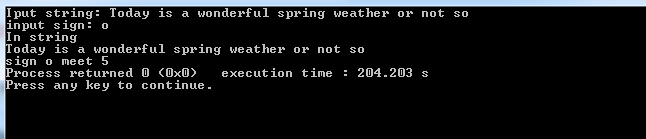 Iput string: Today is a wonderful spring weather or not so
input sign: o
In string
Today is a wonderful spring weather or not so
sign o meet 5
Process returned 0 (0x0)   execution time : 204.203 s
Press any key to continue.